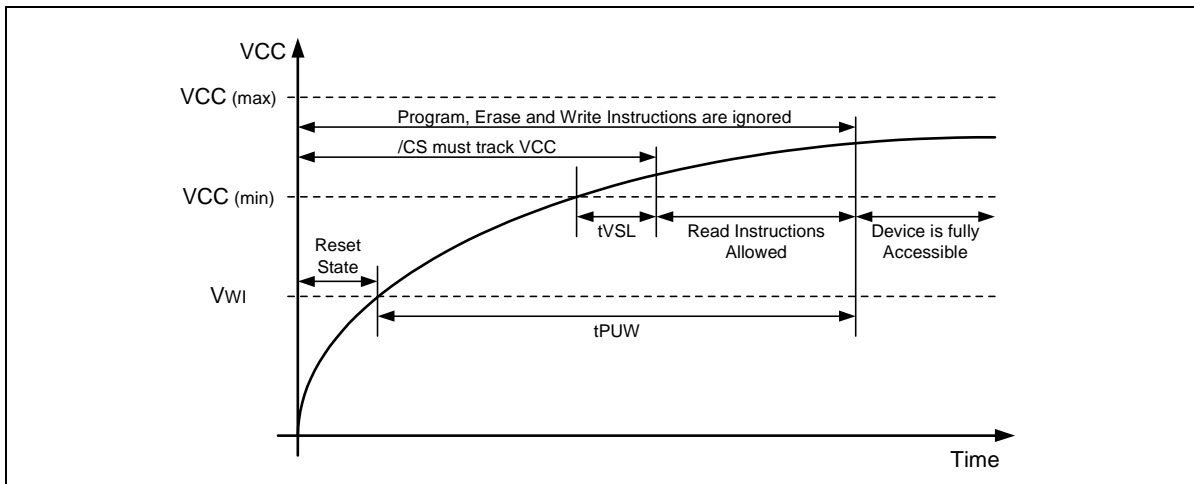 VCC
VCC (max)
Program, Erase and Write Instructions are ignored
/CS must track VCC
VCC (min)
tVSL
Read Instructions
Allowed
Device is fully
Accessible
Reset
State
VWI
tPUW
Time